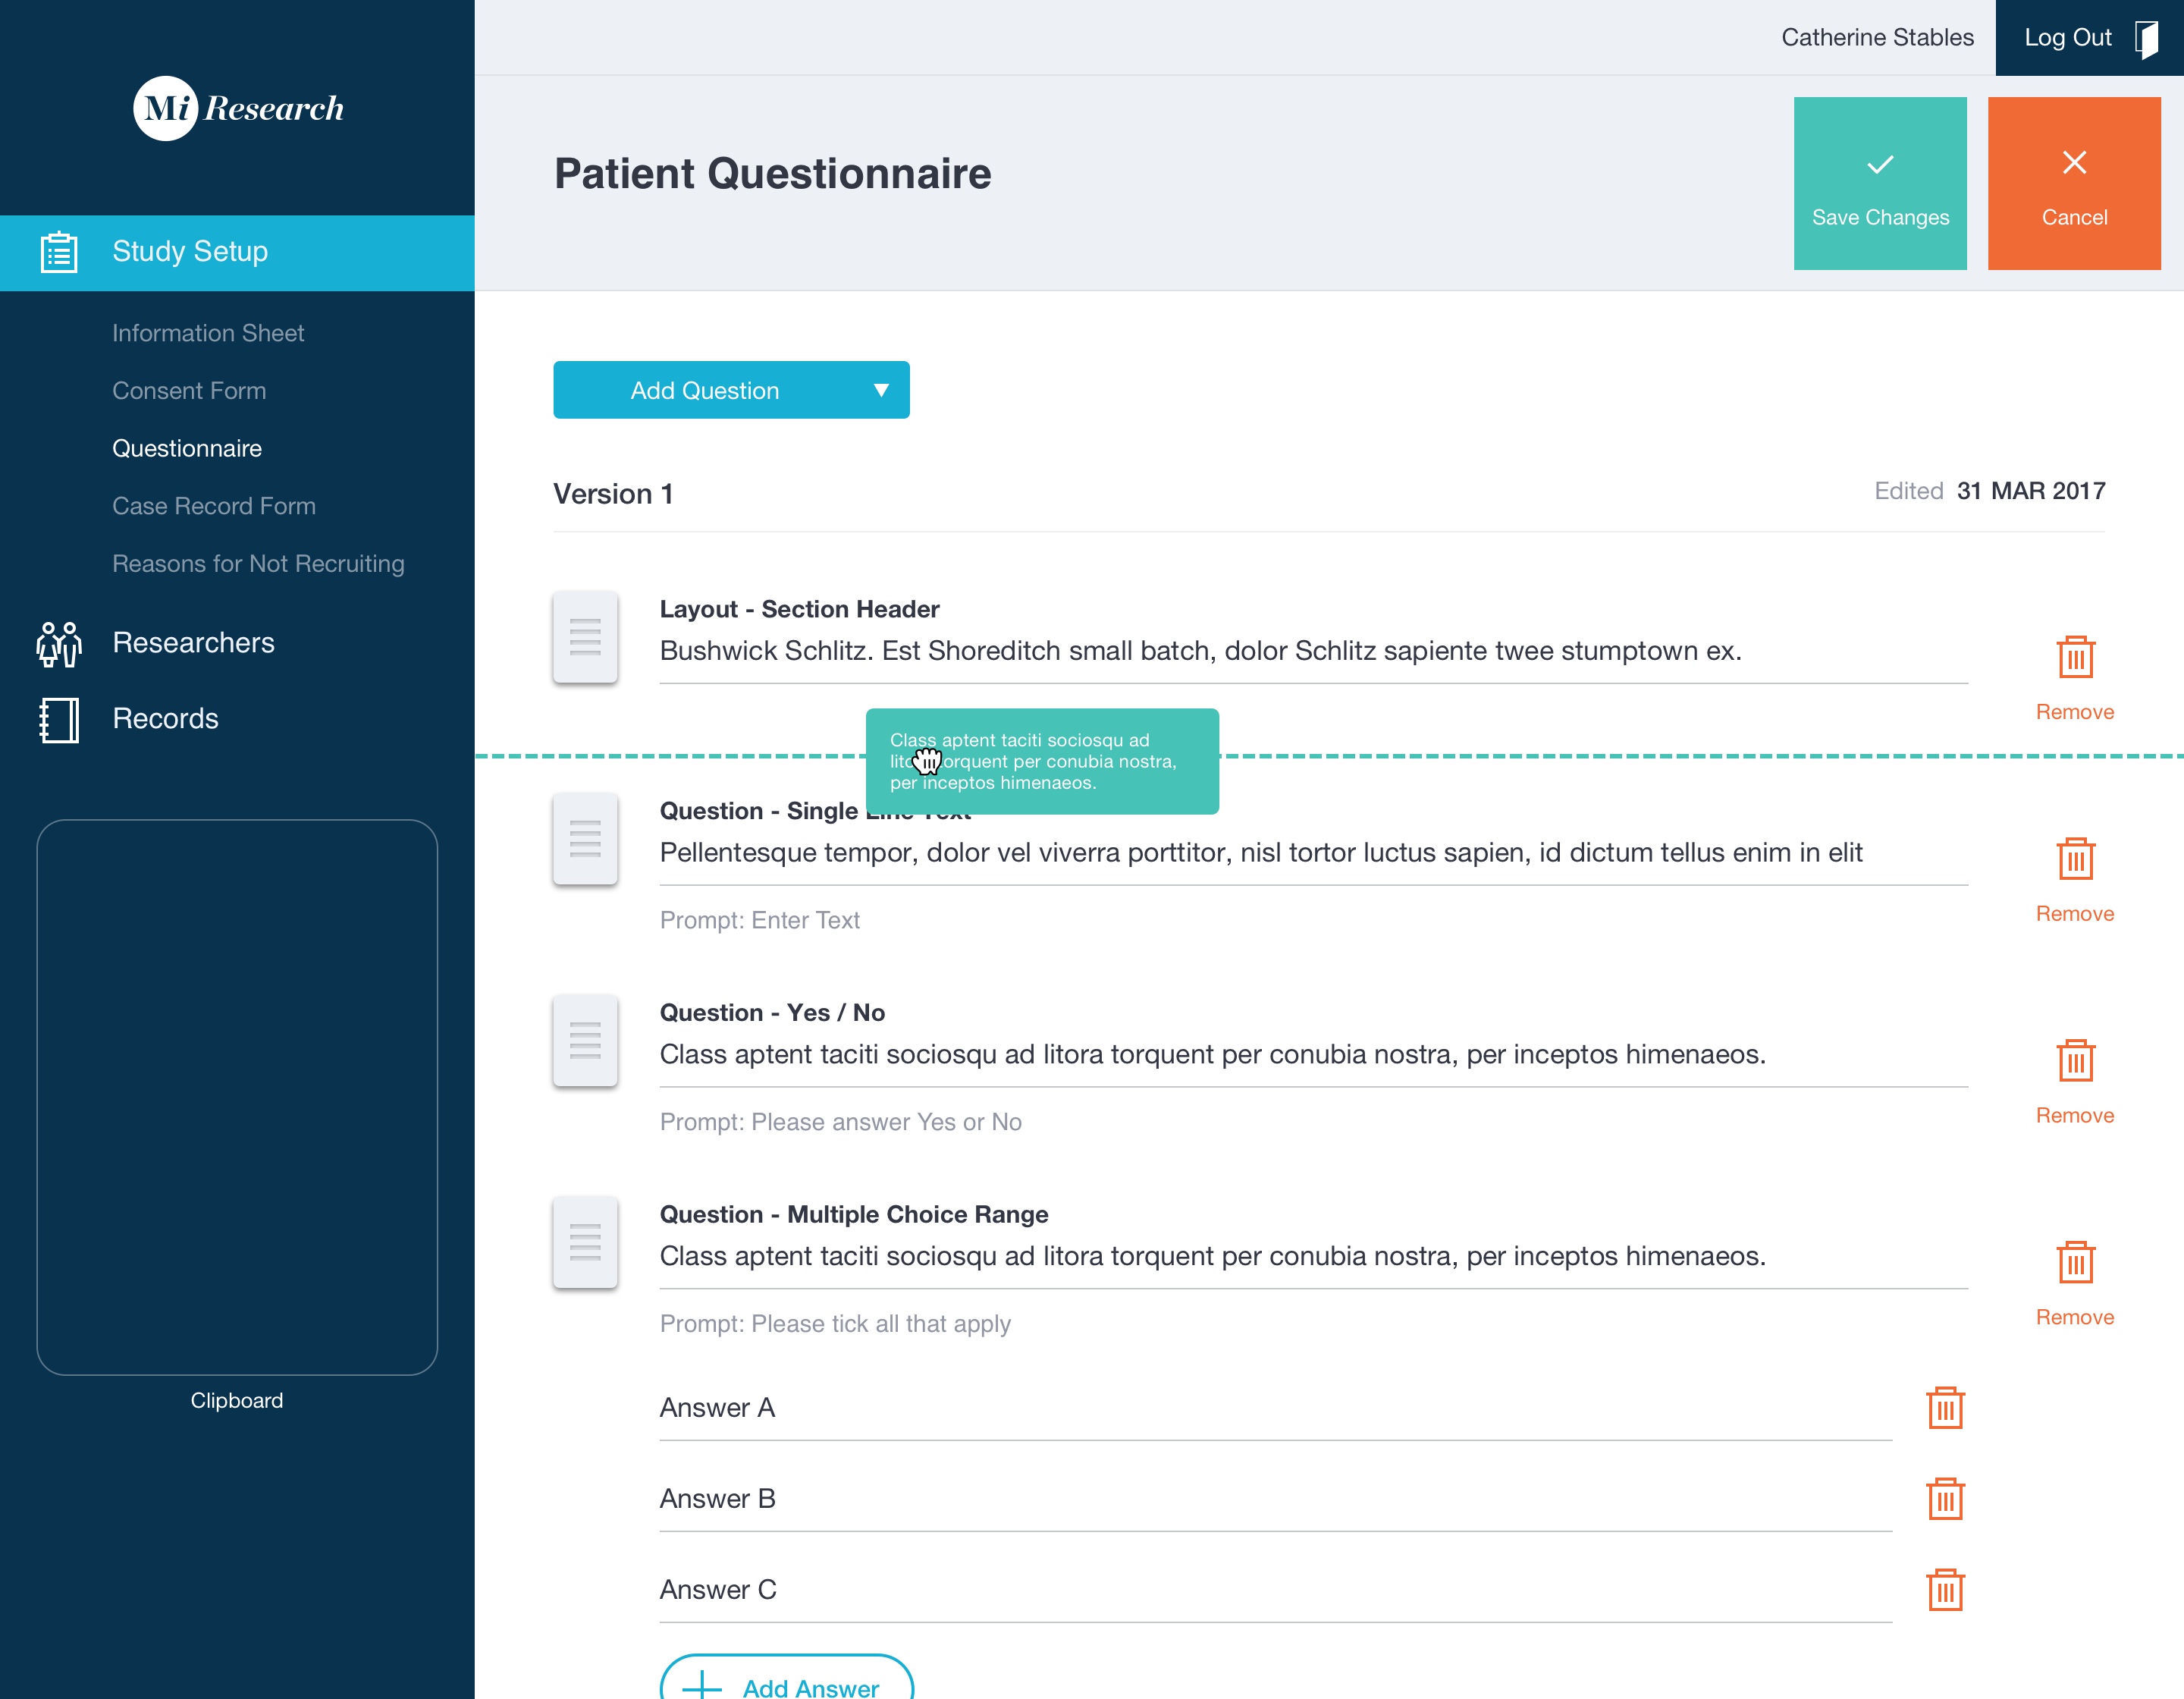 Catherine Stables
Log Out
Mi Research
Patient Questionnaire
Save Changes
Cancel
Study Setup
Information Sheet
Consent Form
Questionnaire
Case Record Form
Reasons for Not Recruiting
Researchers
Records
Clipboard
Add Question
Version 1
Edited 31 MAR 2017
Layout - Section Header
Bushwick Schlitz. Est Shoreditch small batch, dolor Schlitz sapiente twee stumptown ex.
Remove
Class aptent taciti sociosqu ad
torquent per conubia nostra,
per inceptos himenaeos.
Question - Single Line Text
Pellentesque tempor, dolor vel viverra porttitor, nisl tortor luctus sapien, id dictum tellus enim in elit
Remove
Prompt: Enter Text
Question - Yes / No
Class aptent taciti sociosqu ad litora torquent per conubia nostra, per inceptos himenaeos.
Remove
Prompt: Please answer Yes or No
Question - Multiple Choice Range
Class aptent taciti sociosqu ad litora torquent per conubia nostra, per inceptos himenaeos.
Remove
Prompt: Please tick all that apply
Answer A
Answer B
Answer C
Add Answer